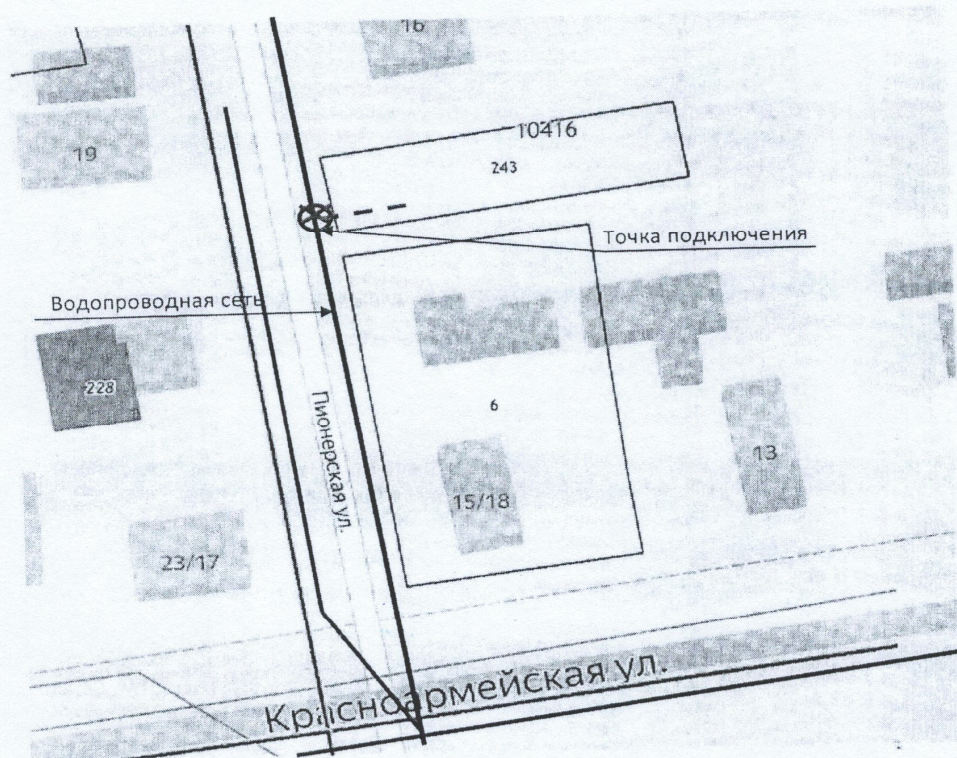 16
19
10416
243
Точка подключения
Водопроводная сеть
228
Пионерская ул.
6
13
15/18
23/17
Красноармейская ул.